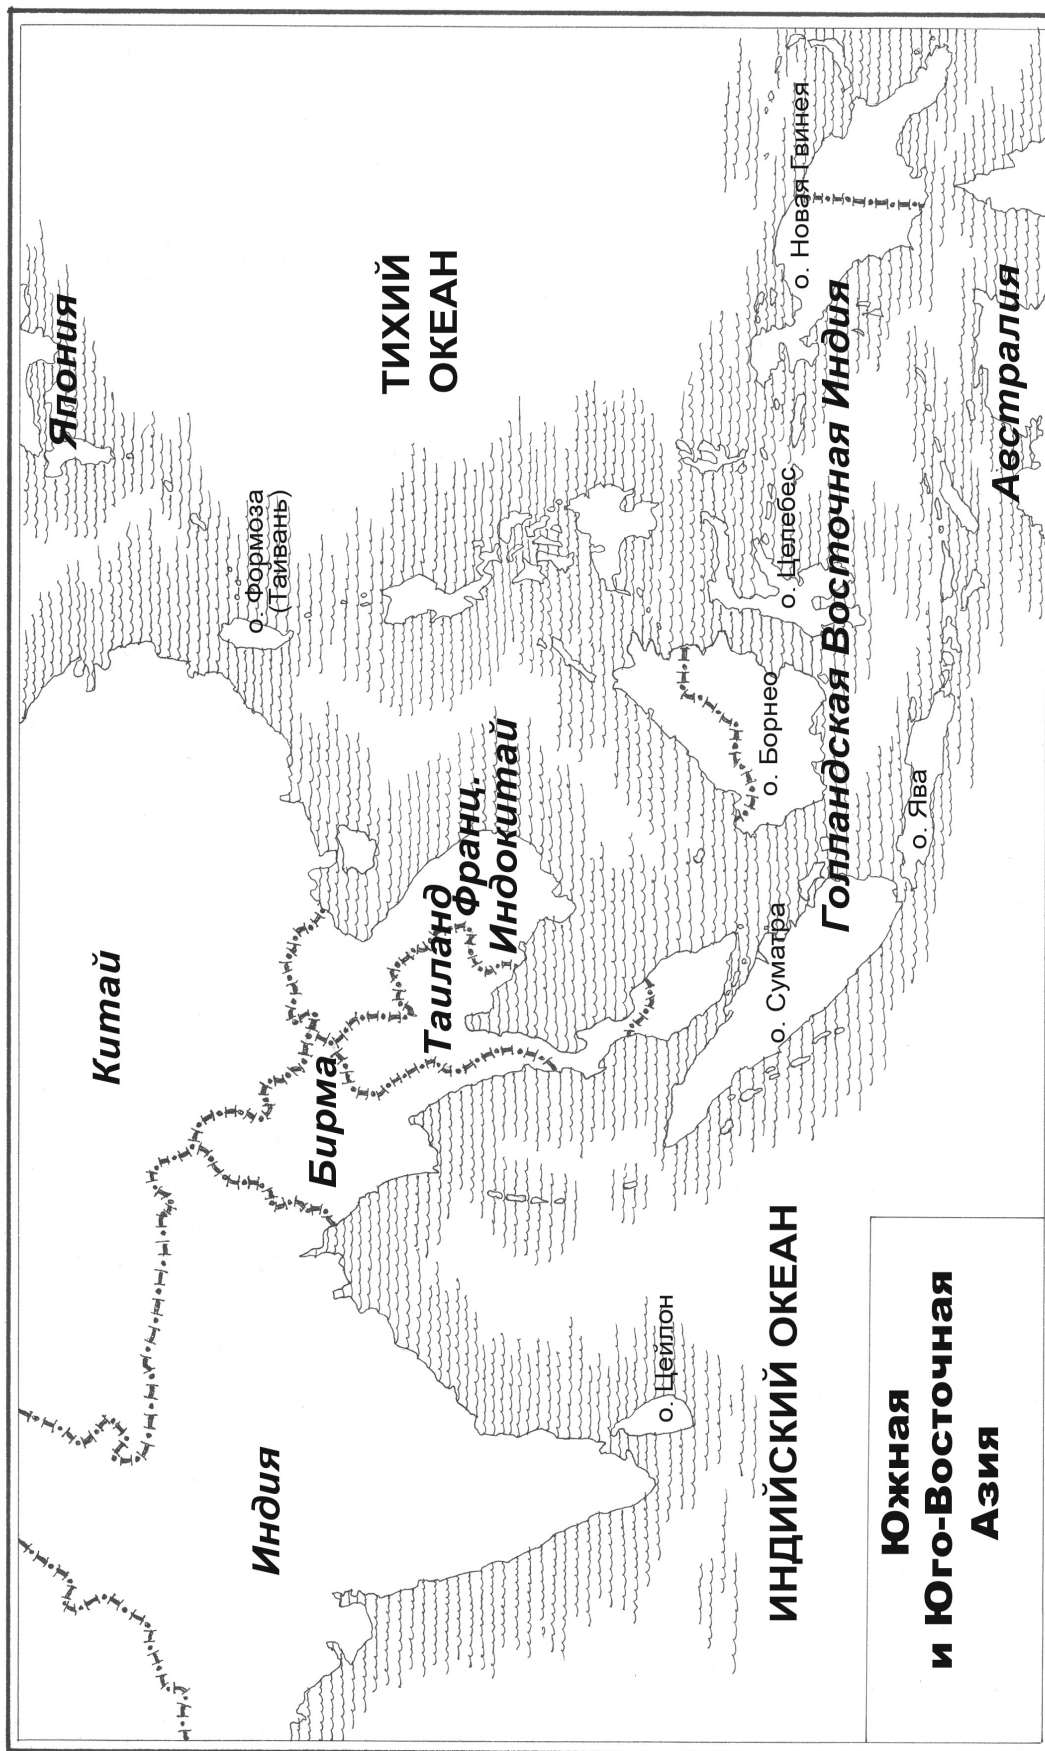 Япония
Китай
о. Формоза
(Тайвань)
Индия
Бирма
ТИХИЙ
ОКЕАН
Таиланд
Франц.
Индокитай
о. Цейлон
о. Борнео
о. Суматра
о. Целебес
о. Новая Гвинея
ИНДИЙСКИЙ ОКЕАН
Голландская Восточная Индия
о. Ява
Австралия
Южная
и Юго-Восточная
Азия